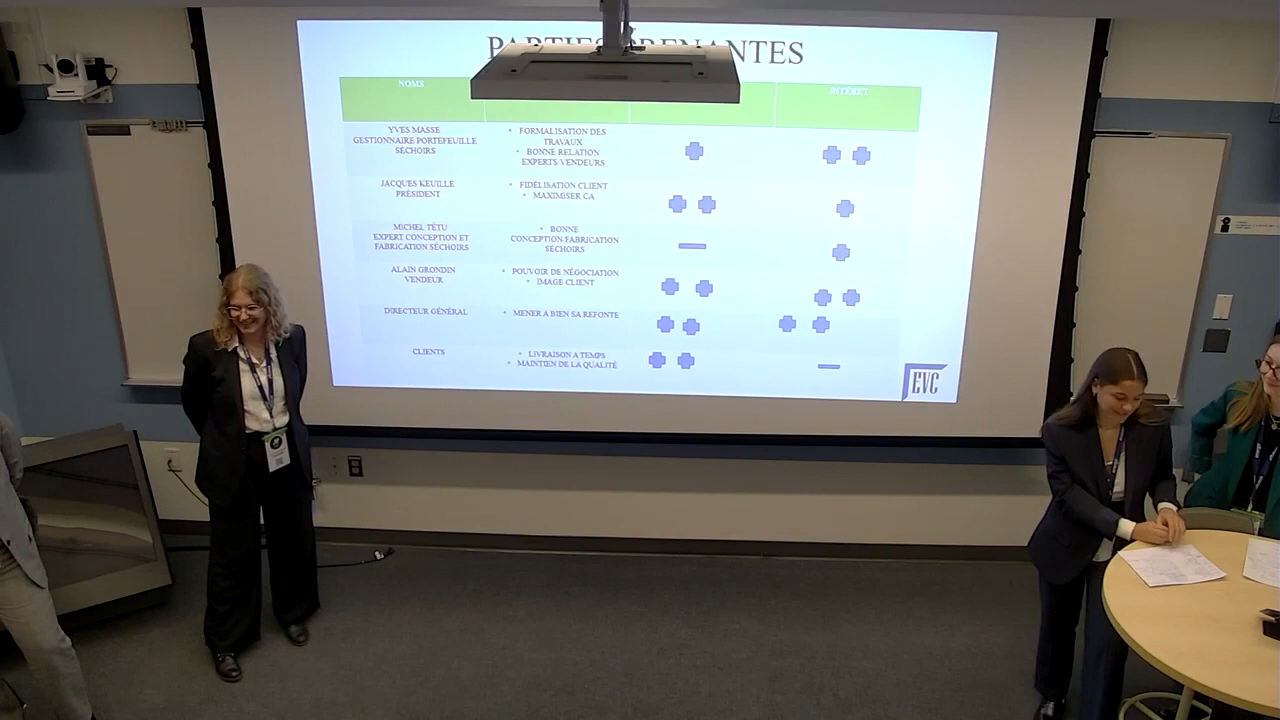 PARTIES PRENANTES
NOMS
INTÉRÊT
YVES MASSE
GESTIONNAIRE PORTEFEUILLE
SÉCHOIRS
• FORMALISATION DES
TRAVAUX
• BONNE RELATION
EXPERTS/VENDEURS
JACQUES KEUILLE
PRÉSIDENT
• FIDÉLISATION CLIENT
• MAXIMISER CA
MICHEL TÊTU
EXPERT CONCEPTION ET
FABRICATION SÉCHOIRS
• BONNE
CONCEPTION/FABRICATION
SÉCHOIRS
ALAIN GRONDIN
VENDEUR
• POUVOIR DE NÉGOCIATION
• IMAGE CLIENT
DIRECTEUR GÉNÉRAL
• MENER A BIEN SA REFONTE
CLIENTS
• LIVRAISON A TEMPS
• MAINTIEN DE LA QUALITÉ
EVC